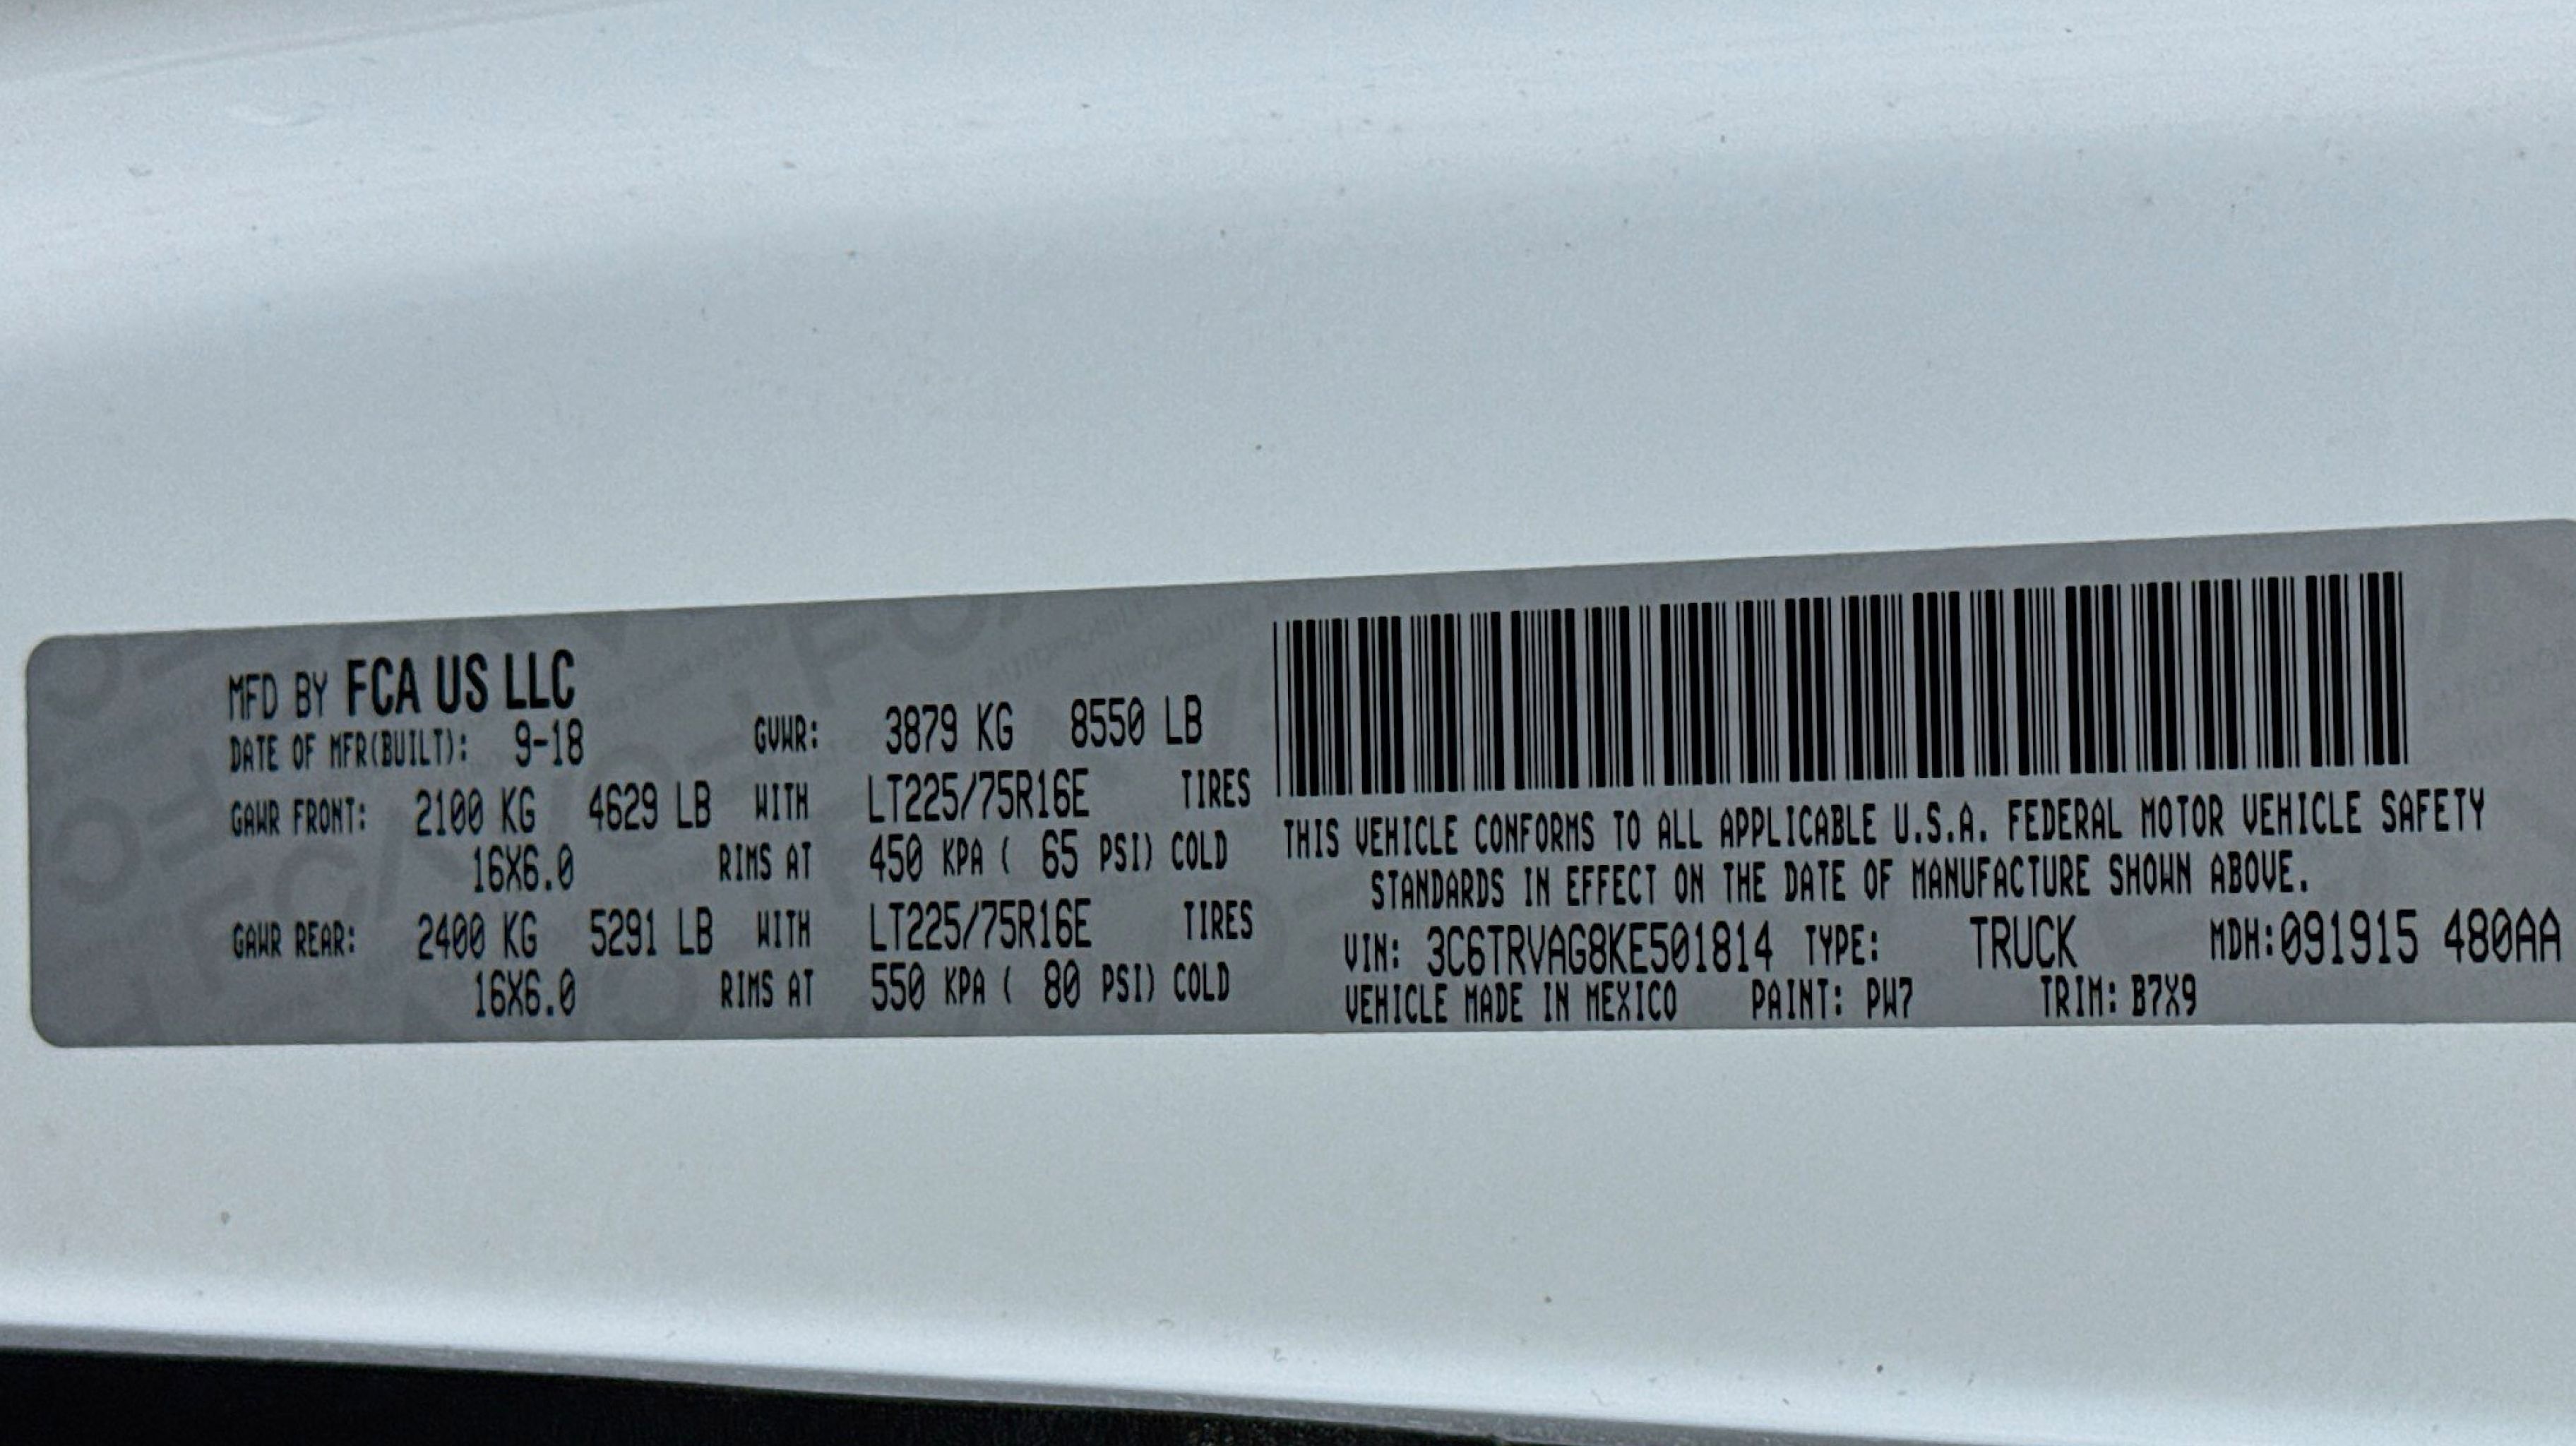 MFD BY FCA US LLC
DATE OF MFR(BUILT): 9-18 GVWR: 3879 KG 8550 LB
GAWR FRONT: 2100 KG 4629 LB WITH LT225/75R16E TIRES
16X6.0 RIMS AT 450 KPA ( 65 PSI) COLD
GAWR REAR: 2400 KG 5291 LB WITH LT225/75R16E TIRES
16X6.0 RIMS AT 550 KPA ( 80 PSI) COLD
THIS VEHICLE CONFORMS TO ALL APPLICABLE U.S.A. FEDERAL MOTOR VEHICLE SAFETY
STANDARDS IN EFFECT ON THE DATE OF MANUFACTURE SHOWN ABOVE.
VIN: 3C6TRVAG8KE501814 TYPE: TRUCK MDH:091915 480AA
VEHICLE MADE IN MEXICO PAINT: PW7 TRIM: B7X9